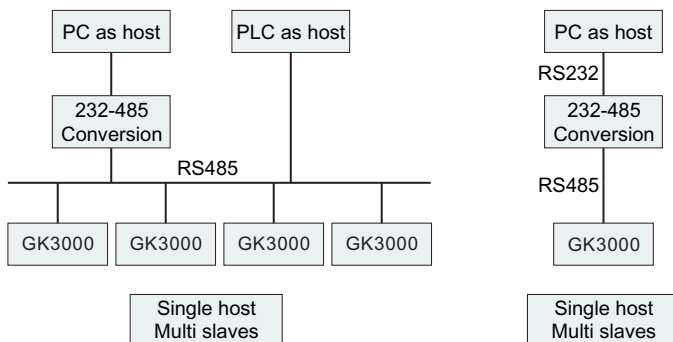 PC as host
PLC as host
232-485
Conversion
RS485
GK3000
GK3000
GK3000
GK3000
Single host
Multi slaves
PC as host
RS232
232-485
Conversion
RS485
GK3000
Single host
Multi slaves